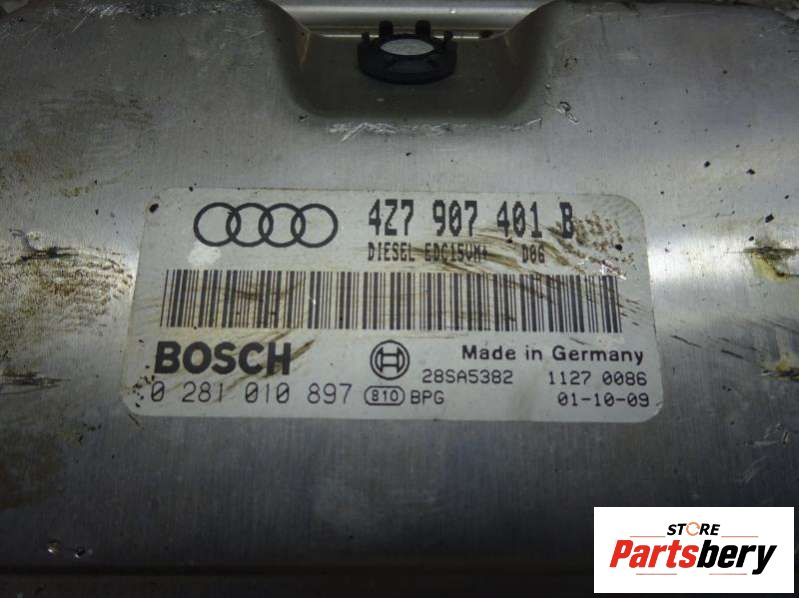 4Z7 907 401 B
DIESEL EDC15VM+ D06
BOSCH
Made in Germany
28SA5382 1127 0086
0 281 010 897 810 BPG 01-10-09
STORE
Partsbery